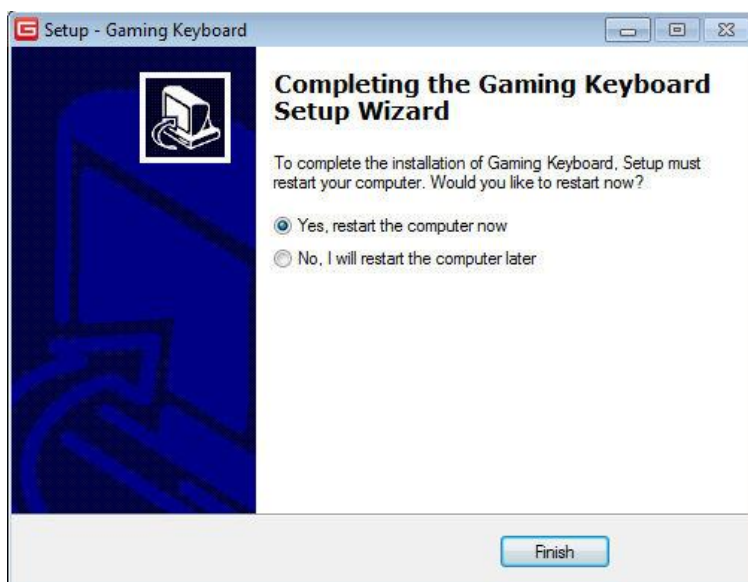 Setup - Gaming Keyboard
Completing the Gaming Keyboard
Setup Wizard
To complete the installation of Gaming Keyboard, Setup must
restart your computer. Would you like to restart now?
Yes, restart the computer now
No, I will restart the computer later
Finish